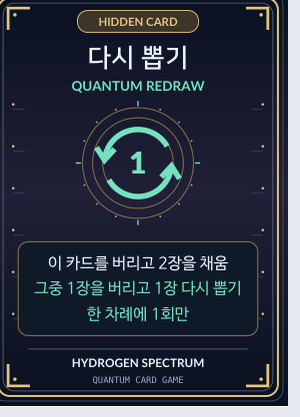 HIDDEN CARD
다시 뽑기
QUANTUM REDRAW
1
이 카드를 버리고 2장을 채움
그중 1장을 버리고 1장 다시 뽑기
한 차례에 1회만
HYDROGEN SPECTRUM
QUANTUM CARD GAME